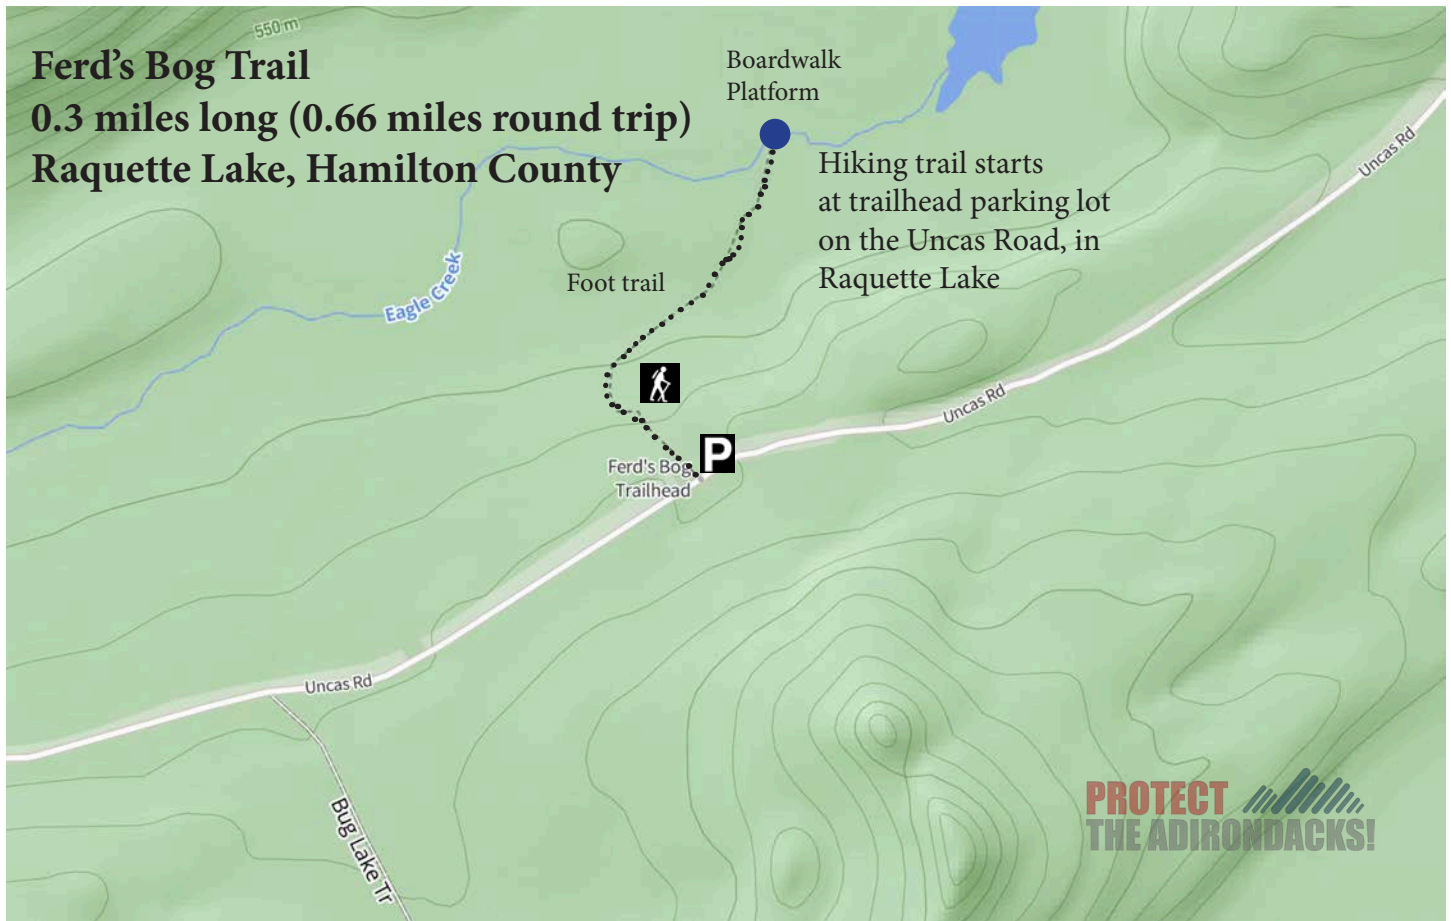 550 m
Ferd's Bog Trail
0.3 miles long (0.66 miles round trip)
Raquette Lake, Hamilton County
Boardwalk
Platform
Uncas Rd
Hiking trail starts
at trailhead parking lot
on the Uncas Road, in
Raquette Lake
Foot trail
Eagle Creek
Uncas Rd
P
Ferd's Bog
Trailhead
Uncas Rd
Bug Lake Tr
PROTECT
THE ADIRONDACKS!